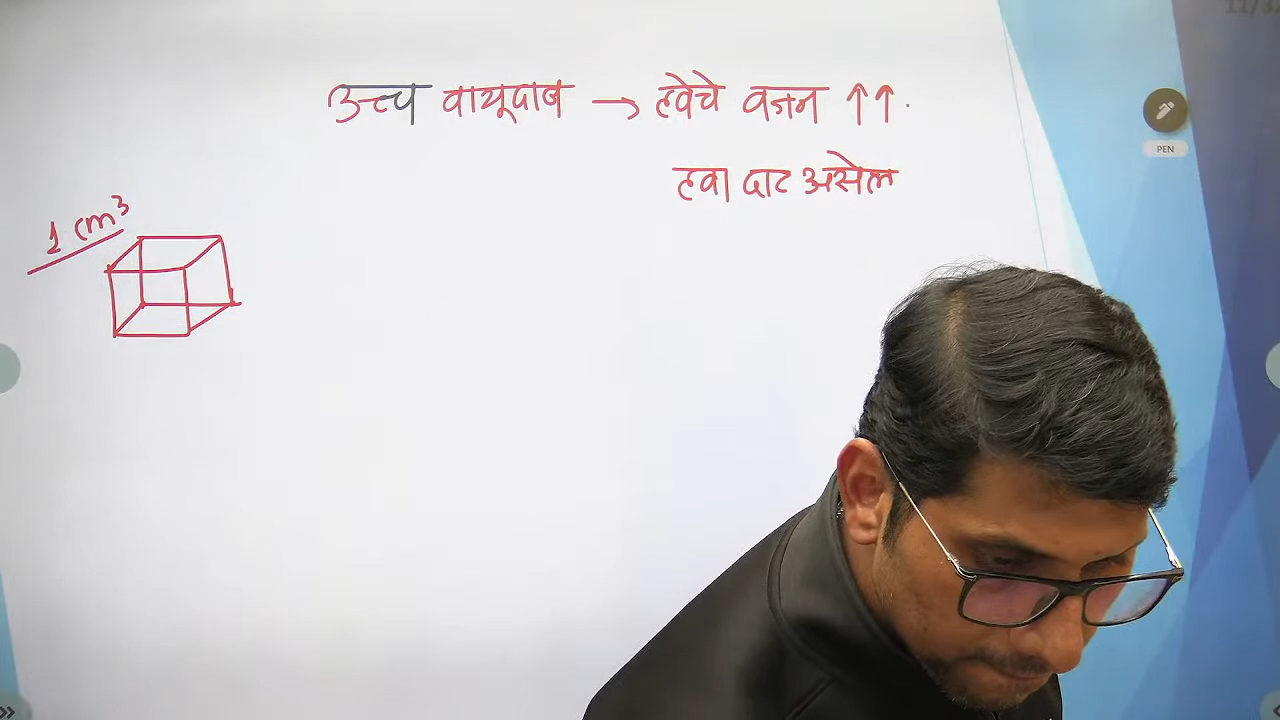 उच्च वायूदाब → हवेचे वजन ↑↑.
हवा दाट असेल
1 cm³
PEN